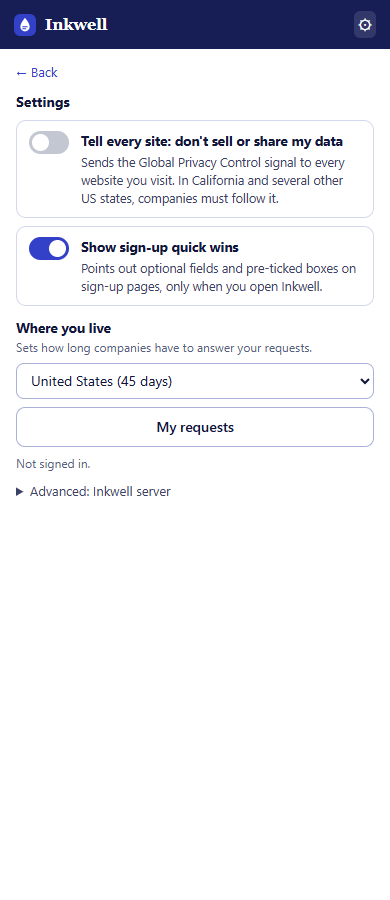 Inkwell
← Back
Settings
Tell every site: don't sell or share my data
Sends the Global Privacy Control signal to every
website you visit. In California and several other
US states, companies must follow it.
Show sign-up quick wins
Points out optional fields and pre-ticked boxes on
sign-up pages, only when you open Inkwell.
Where you live
Sets how long companies have to answer your requests.
United States (45 days)
My requests
Not signed in.
Advanced: Inkwell server